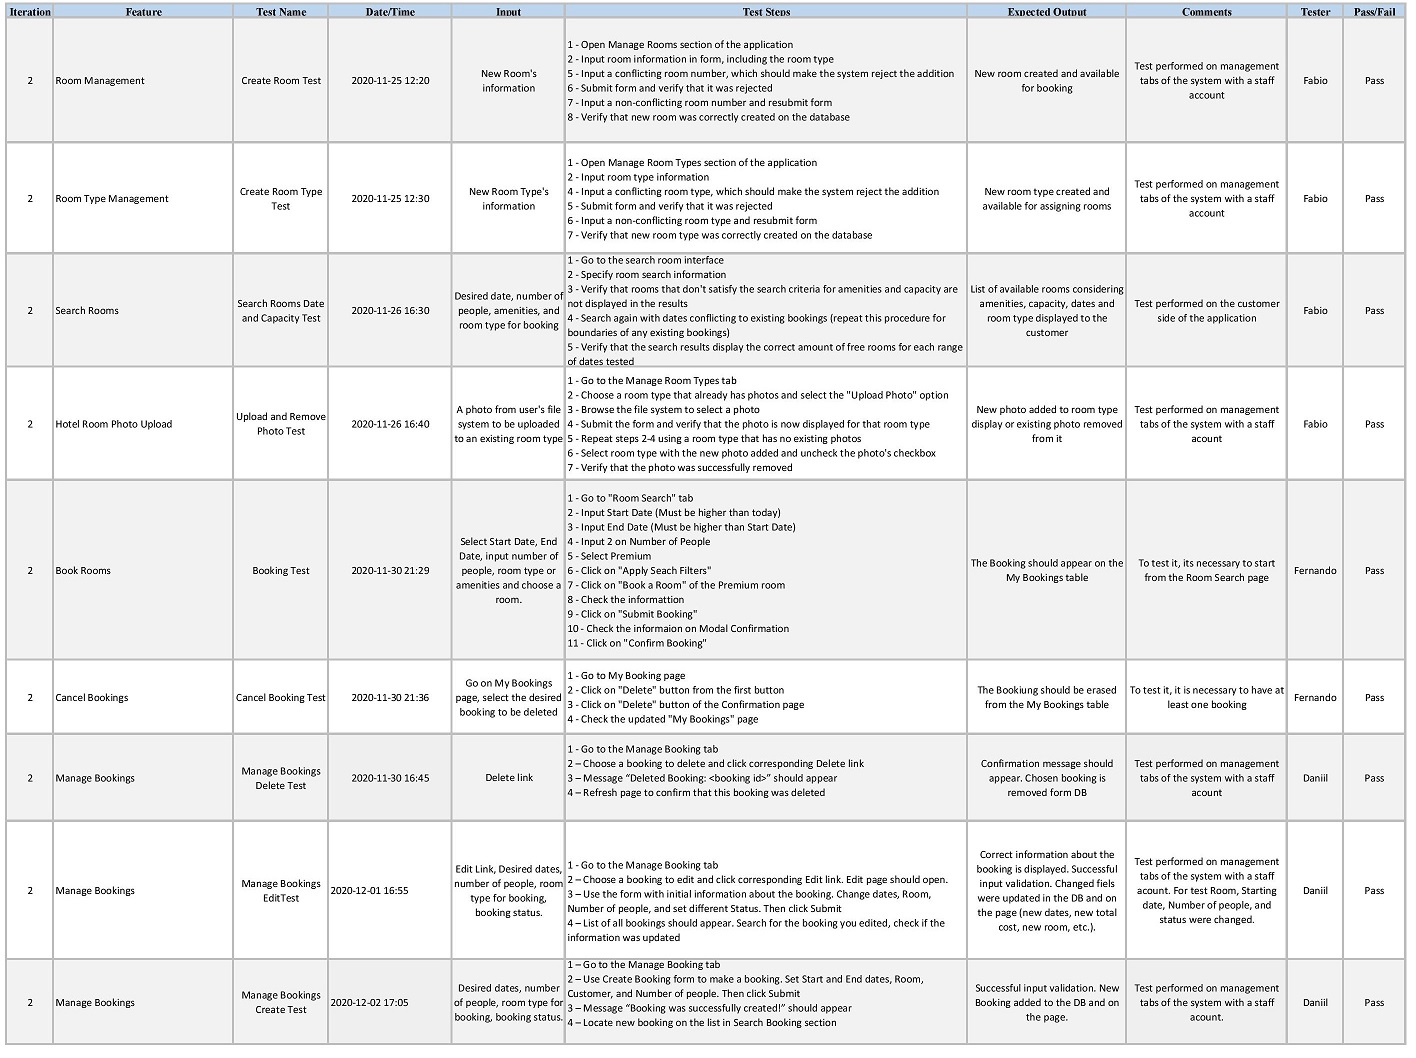 Iteration Feature Test Name Date/Time Input Test Steps Expected Output Comments Tester Pass/Fail
2
Room Management
Create Room Test
2020-11-25 12:20
New Room's
information
1 - Open Manage Rooms section of the application
2 - Input room information in form, including the room type
5 - Input a conflicting room number, which should make the system reject the addition
6 - Submit form and verify that it was rejected
7 - Input a non-conflicting room number and resubmit form
8 - Verify that new room was correctly created on the database
New room created and available
for booking
Test performed on management
tabs of the system with a staff
account
Fabio
Pass
2
Room Type Management
Create Room Type
Test
2020-11-25 12:30
New Room Type's
information
1 - Open Manage Room Types section of the application
2 - Input room type information
4 - Input a conflicting room type, which should make the system reject the addition
5 - Submit form and verify that it was rejected
6 - Input a non-conflicting room type and resubmit form
7 - Verify that new room type was correctly created on the database
New room type created and
available for assigning rooms
Test performed on management
tabs of the system with a staff
account
Fabio
Pass
2
Search Rooms
Search Rooms Date
and Capacity Test
2020-11-26 16:30
Desired date, number of
people, amenities, and
room type for booking
1 - Go to the search room interface
2 - Specify room search information
3 - Verify that rooms that don't satisfy the search criteria for amenities and capacity are
not displayed in the results
4 - Search again with dates conflicting to existing bookings (repeat this procedure for
boundaries of any existing bookings)
5 - Verify that the search results display the correct amount of free rooms for each range
of dates tested
List of available rooms considering
amenities, capacity, dates and
room type displayed to the
customer
Test performed on the customer
side of the application
Fabio
Pass
2
Hotel Room Photo Upload
Upload and Remove
Photo Test
2020-11-26 16:40
A photo from user's file
system to be uploaded
to an existing room type
1 - Go to the Manage Room Types tab
2 - Choose a room type that already has photos and select the "Upload Photo" option
3 - Browse the file system to select a photo
4 - Submit the form and verify that the photo is now displayed for that room type
5 - Repeat steps 2-4 using a room type that has no existing photos
6 - Select room type with the new photo added and uncheck the photo's checkbox
7 - Verify that the photo was successfully removed
New photo added to room type
display or existing photo removed
from it
Test performed on management
tabs of the system with a staff
acount
Fabio
Pass
2
Book Rooms
Booking Test
2020-11-30 21:29
Select Start Date, End
Date, input number of
people, room type or
amenities and choose a
room.
1 - Go to "Room Search" tab
2 - Input Start Date (Must be higher than today)
3 - Input End Date (Must be higher than Start Date)
4 - Input 2 on Number of People
5 - Select Premium
6 - Click on "Apply Seach Filters"
7 - Click on "Book a Room" of the Premium room
8 - Check the informattion
9 - Click on "Submit Booking"
10 - Check the informaion on Modal Confirmation
11 - Click on "Confirm Booking"
The Booking should appear on the
My Bookings table
To test it, its necessary to start
from the Room Search page
Fernando
Pass
2
Cancel Bookings
Cancel Booking Test
2020-11-30 21:36
Go on My Bookings
page, select the desired
booking to be deleted
1 - Go to My Booking page
2 - Click on "Delete" button from the first button
3 - Click on "Delete" button of the Confirmation page
4 - Check the updated "My Bookings" page
The Bookiung should be erased
from the My Bookings table
To test it, it is necessary to have at
least one booking
Fernando
Pass
2
Manage Bookings
Manage Bookings
Delete Test
2020-11-30 16:45
Delete link
1 - Go to the Manage Booking tab
2 – Choose a booking to delete and click corresponding Delete link
3 – Message “Deleted Booking: <booking id>” should appear
4 – Refresh page to confirm that this booking was deleted
Confirmation message should
appear. Chosen booking is
removed form DB
Test performed on management
tabs of the system with a staff
acount
Daniil
Pass
2
Manage Bookings
Manage Bookings
EditTest
2020-12-01 16:55
Edit Link, Desired dates,
number of people, room
type for booking,
booking status.
1 - Go to the Manage Booking tab
2 – Choose a booking to edit and click corresponding Edit link. Edit page should open.
3 – Use the form with initial information about the booking. Change dates, Room,
Number of people, and set different Status. Then click Submit
4 – List of all bookings should appear. Search for the booking you edited, check if the
information was updated
Correct information about the
booking is displayed. Successful
input validation. Changed fiels
were updated in the DB and on
the page (new dates, new total
cost, new room, etc.).
Test performed on management
tabs of the system with a staff
acount. For test Room, Starting
date, Number of people, and
status were changed.
Daniil
Pass
2
Manage Bookings
Manage Bookings
Create Test
2020-12-02 17:05
Desired dates, number
of people, room type for
booking, booking status.
1 – Go to the Manage Booking tab
2 – Use Create Booking form to make a booking. Set Start and End dates, Room,
Customer, and Number of people. Then click Submit
3 – Message “Booking was successfully created!” should appear
4 – Locate new booking on the list in Search Booking section
Successful input validation. New
Booking added to the DB and on
the page.
Test performed on management
tabs of the system with a staff
acount.
Daniil
Pass